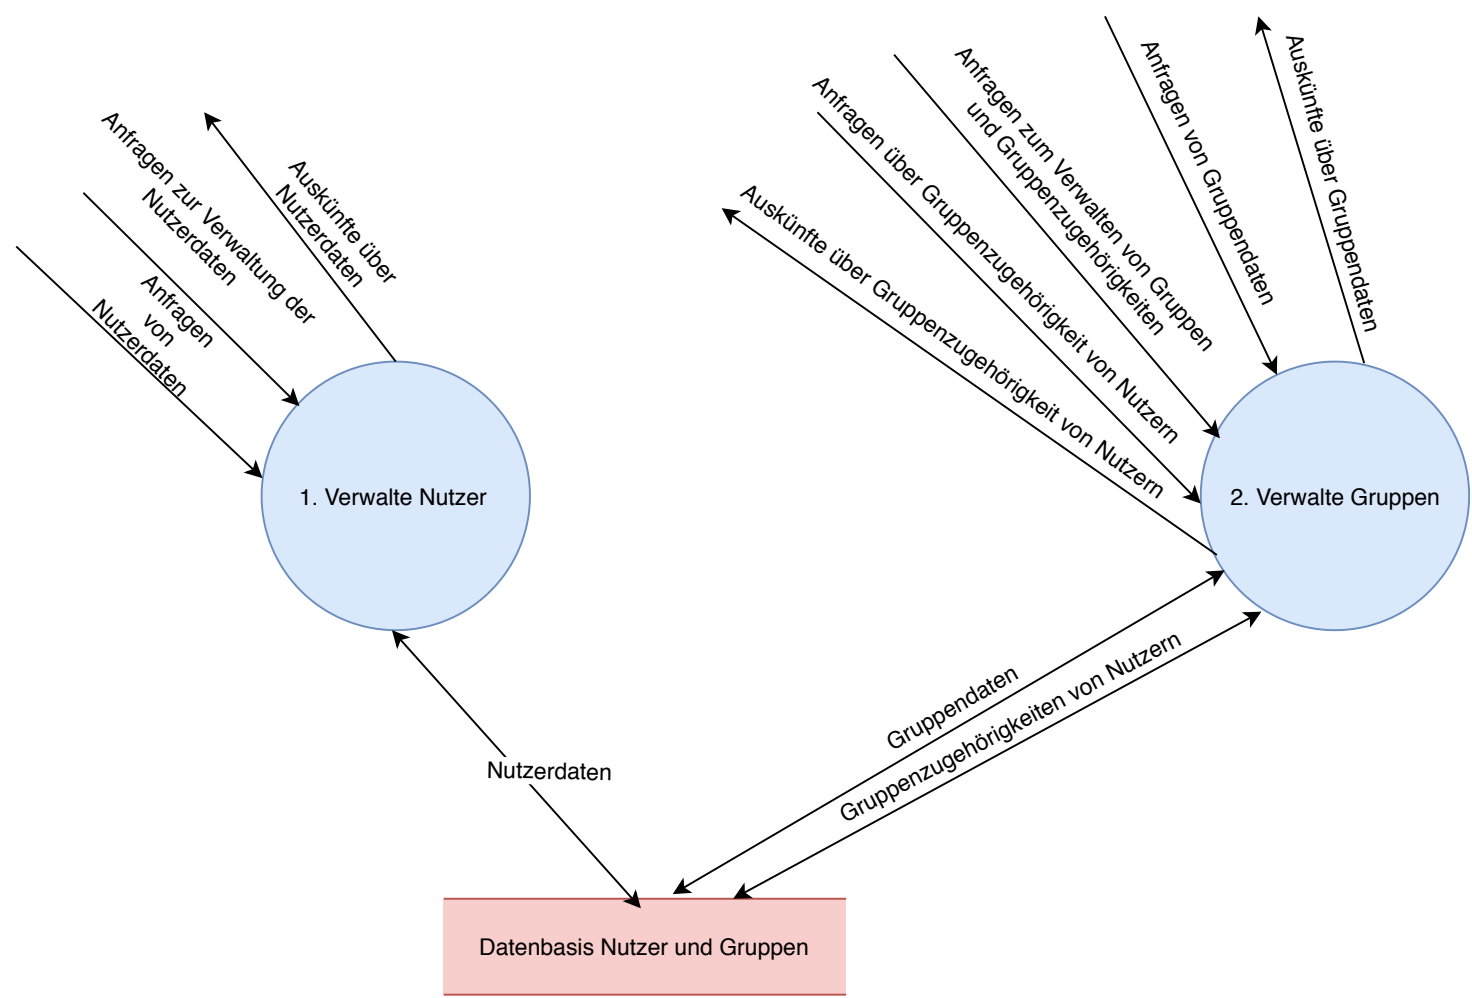 Anfragen zur Verwaltung der
Nutzerdaten
Auskünfte über
Nutzerdaten
Anfragen
von
Nutzerdaten
1. Verwalte Nutzer
Auskünfte über Gruppenzugehörigkeit von Nutzern
Anfragen über Gruppenzugehörigkeit von Nutzern
Anfragen zum Verwalten von Gruppen
und Gruppenzugehörigkeiten
Anfragen von Gruppendaten
Auskünfte über Gruppendaten
2. Verwalte Gruppen
Nutzerdaten
Gruppendaten
Gruppenzugehörigkeiten von Nutzern
Datenbasis Nutzer und Gruppen